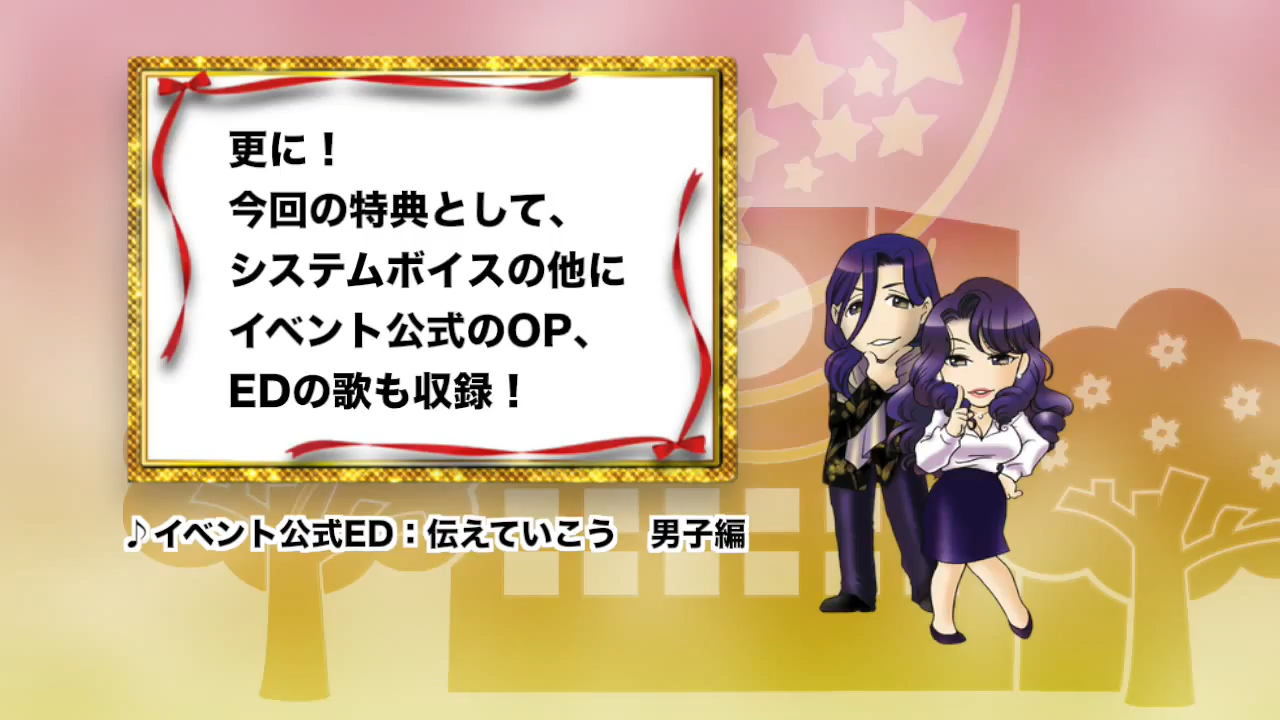 更に！
今回の特典として、
システムボイスの他に
イベント公式のOP、
EDの歌も収録！
♪イベント公式ED：伝えていこう　男子編